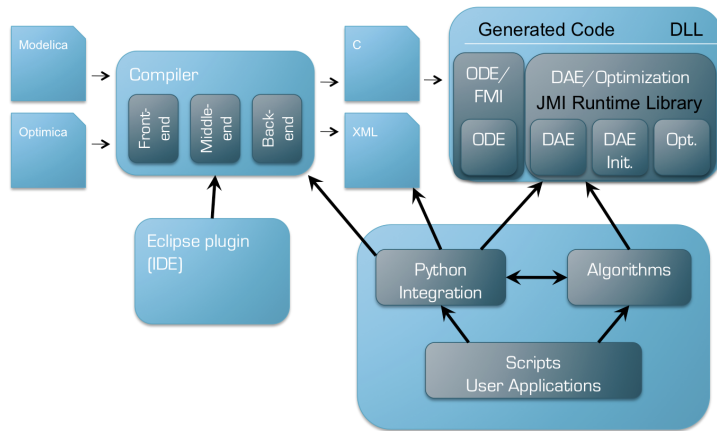 Modelica
Optimica
Compiler
Front-
end
Middle-
end
Back-
end
C
XML
Generated Code DLL
ODE/
FMI
DAE/Optimization
JMI Runtime Library
ODE
DAE
DAE
Init.
Opt.
Eclipse plugin
(IDE)
Python
Integration
Algorithms
Scripts
User Applications